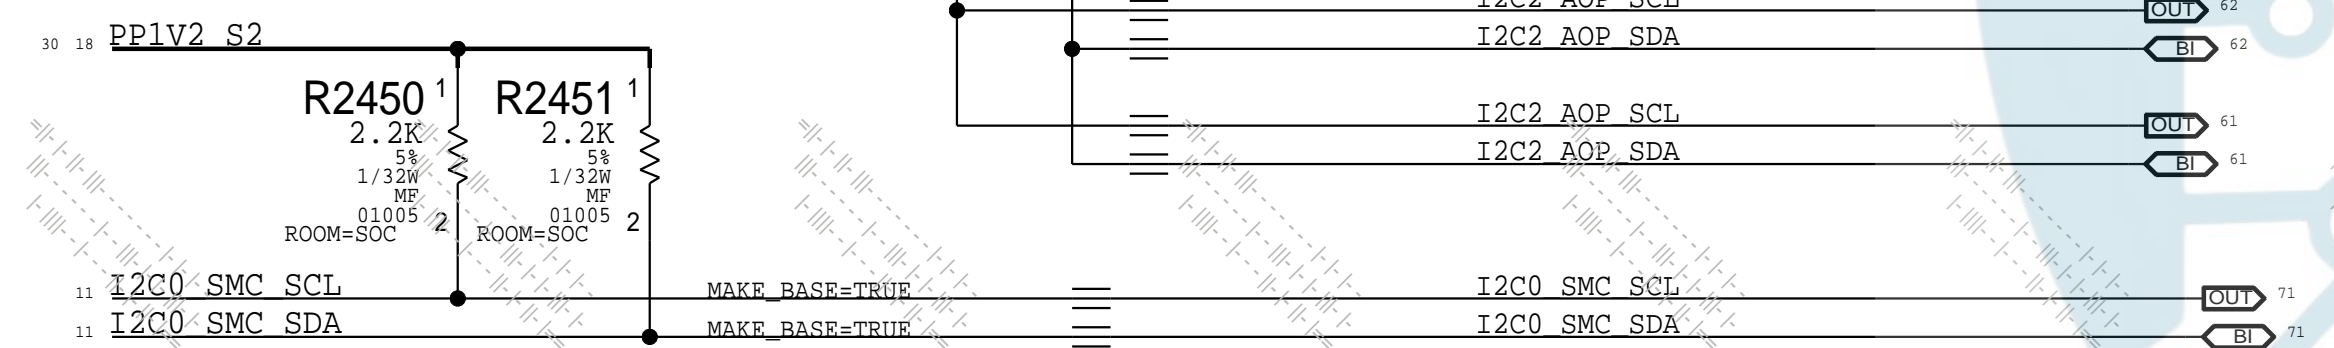 I2C2_AOP_SCL OUT 62
30 18 PP1V2_S2 I2C2_AOP_SDA BI 62
R2450 1 R2451 1
2.2K 2.2K I2C2_AOP_SCL OUT 61
5% 5% I2C2_AOP_SDA BI 61
1/32W 1/32W
MF MF
01005 2 01005 2
ROOM=SOC ROOM=SOC
11 I2C0_SMC_SCL MAKE_BASE=TRUE I2C0_SMC_SCL OUT 71
11 I2C0_SMC_SDA MAKE_BASE=TRUE I2C0_SMC_SDA BI 71